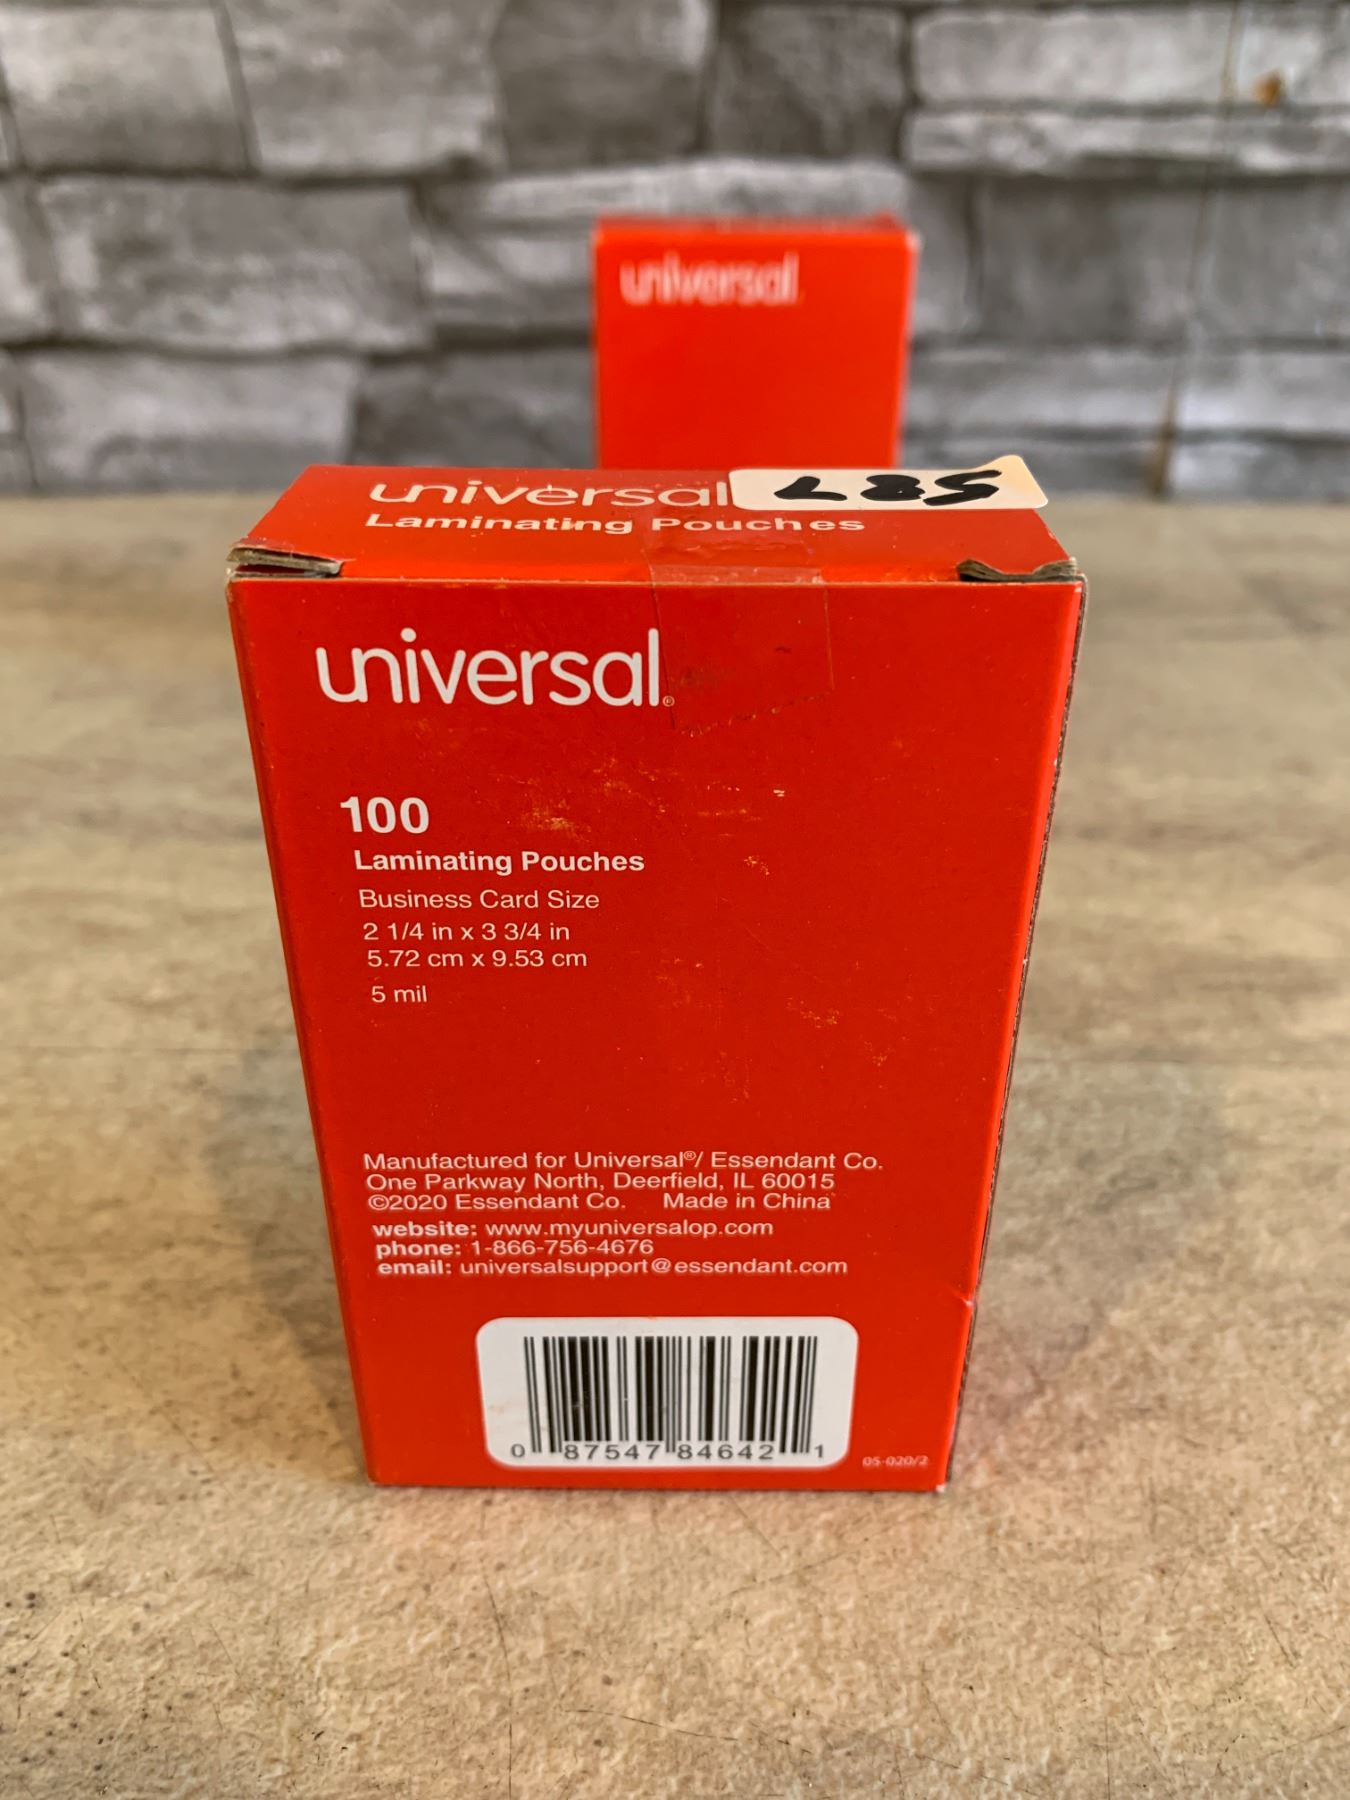 universal
universal
Laminating Pouches
587
universal®
100
Laminating Pouches
Business Card Size
2 1/4 in x 3 3/4 in
5.72 cm x 9.53 cm
5 mil
Manufactured for Universal®/ Essendant Co.
One Parkway North, Deerfield, IL 60015
©2020 Essendant Co. Made in China
website: www.myuniversalop.com
phone: 1-866-756-4676
email: universalsupport@essendant.com
0 87547 84642 1
05-020/2